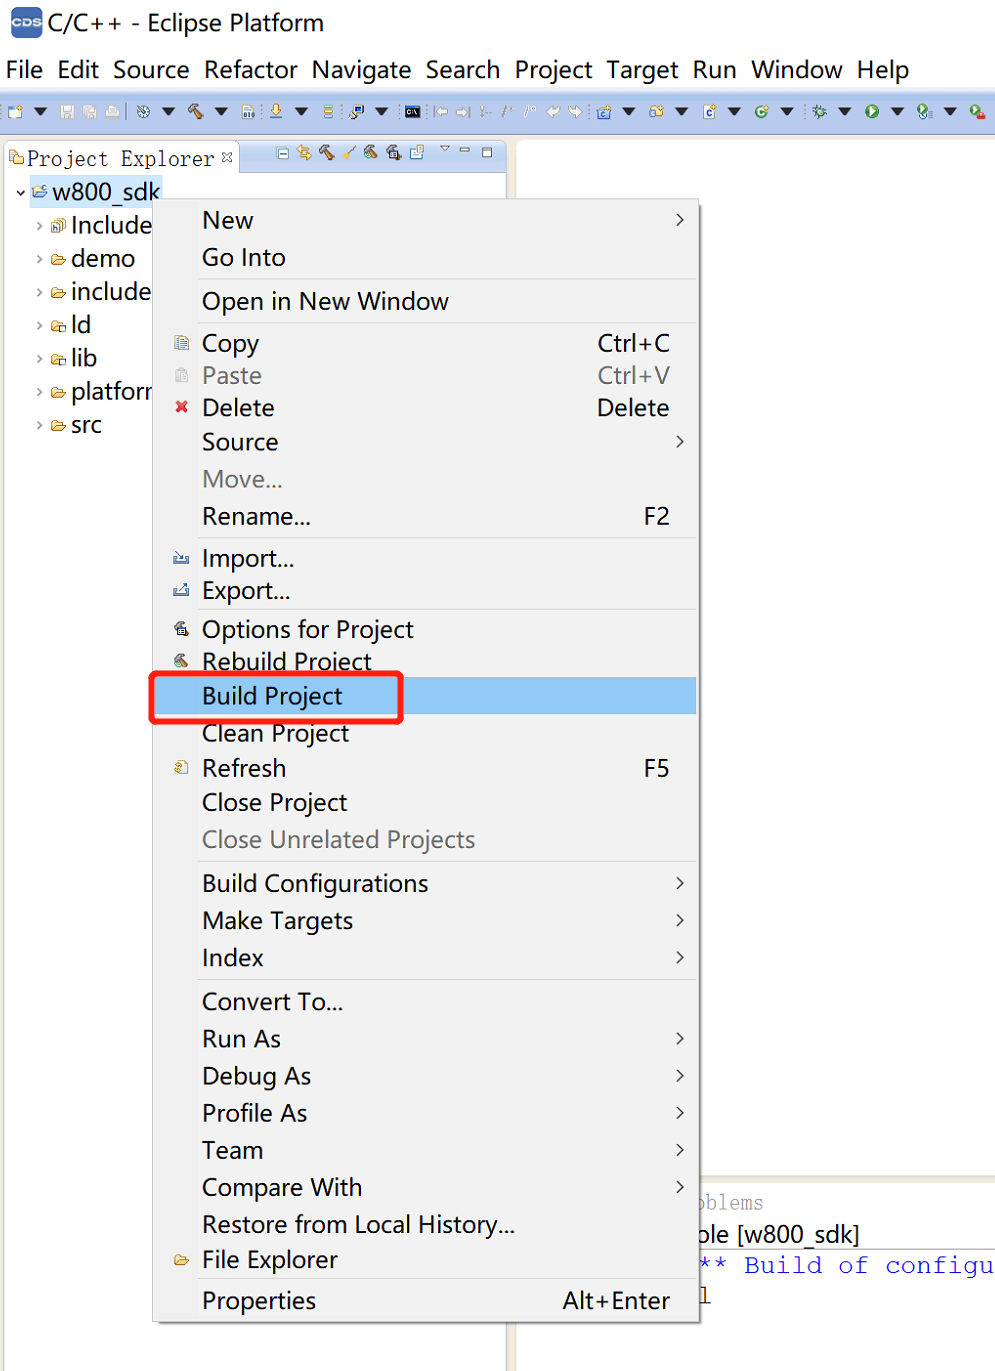 CDS C/C++ - Eclipse Platform
File Edit Source Refactor Navigate Search Project Target Run Window Help
Project Explorer
w800_sdk
Include
demo
include
ld
lib
platfor
src
New
Go Into
Open in New Window
Copy Ctrl+C
Paste Ctrl+V
Delete Delete
Source
Move...
Rename... F2
Import...
Export...
Options for Project
Rebuild Project
Build Project
Clean Project
Refresh F5
Close Project
Close Unrelated Projects
Build Configurations
Make Targets
Index
Convert To...
Run As
Debug As
Profile As
Team
Compare With
Restore from Local History...
File Explorer
Properties Alt+Enter
oblems
ole [w800_sdk]
** Build of configu
l